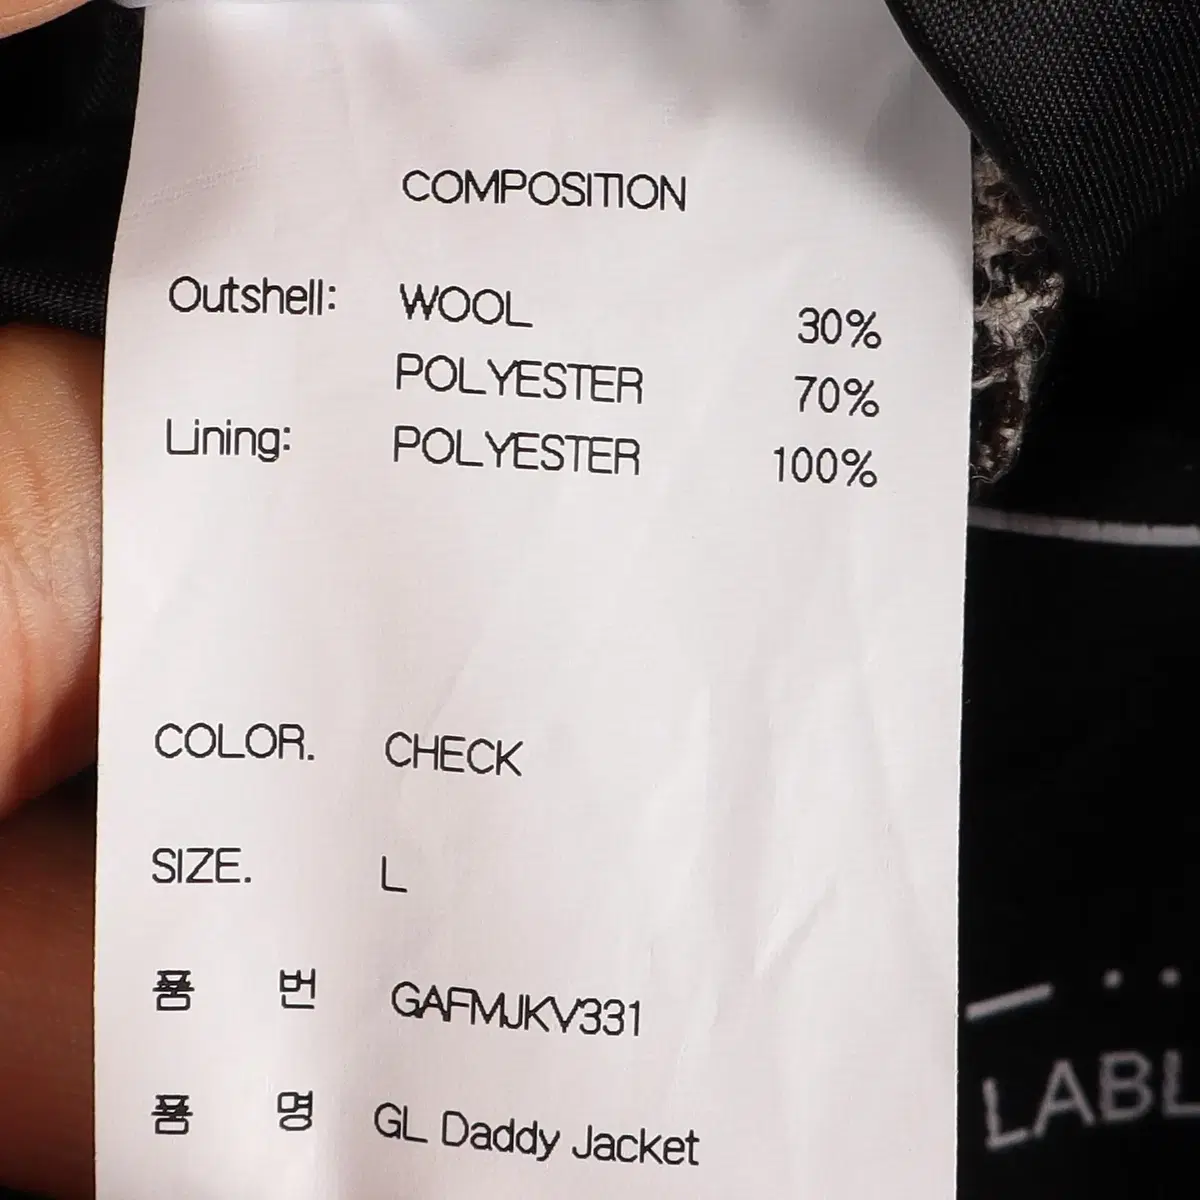 COMPOSITION
Outshell: WOOL 30%
POLYESTER 70%
Lining: POLYESTER 100%
COLOR. CHECK
SIZE. L
품 번 GAFMJKV331
품 명 GL Daddy Jacket
LABL